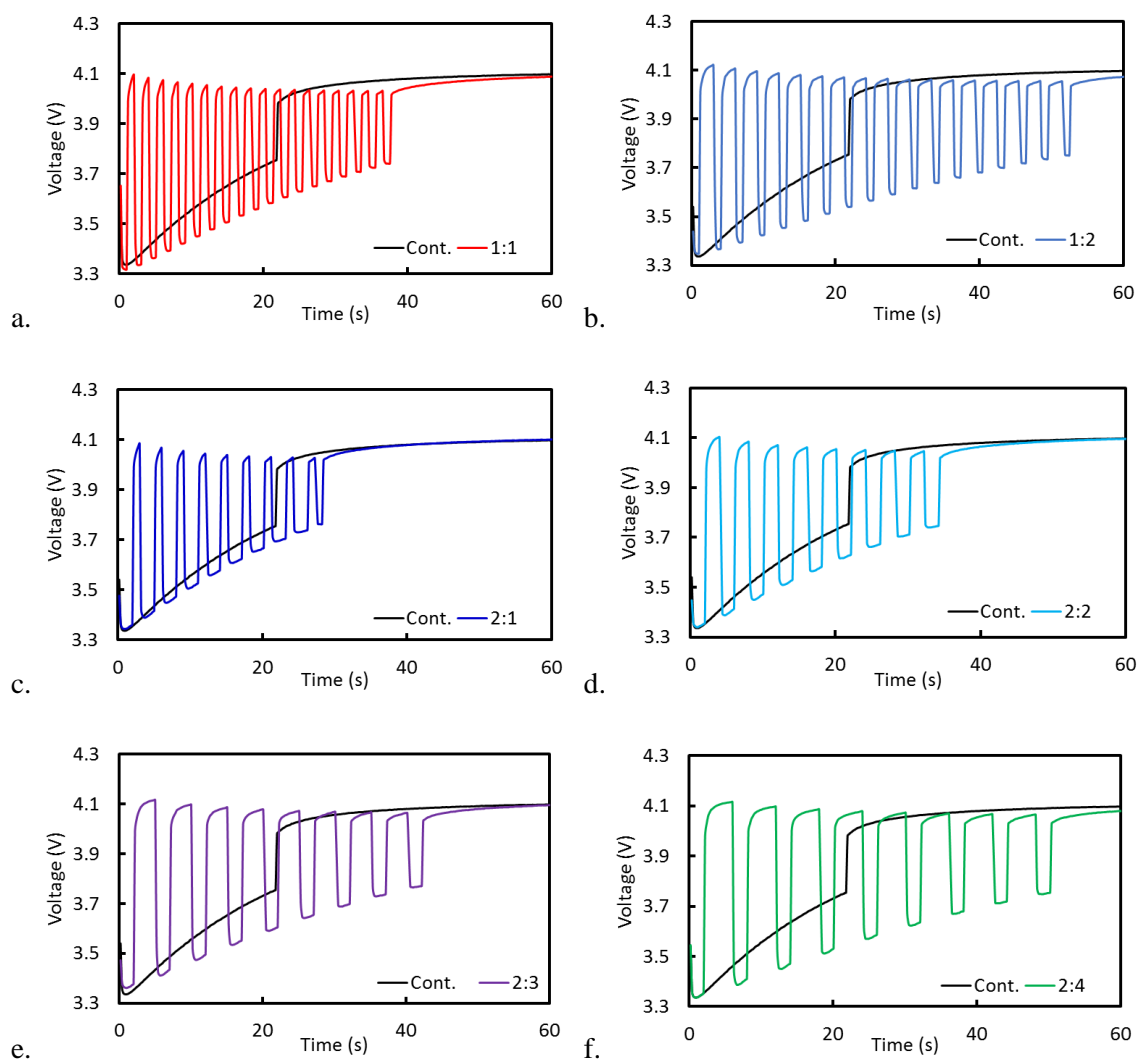 4.3
4.1
3.9
3.7
3.5
3.3
Voltage (V)
Cont. 1:1
0 20 40 60
Time (s)
a.
4.3
4.1
3.9
3.7
3.5
3.3
Voltage (V)
Cont. 1:2
0 20 40 60
Time (s)
b.
4.3
4.1
3.9
3.7
3.5
3.3
Voltage (V)
Cont. 2:1
0 20 40 60
Time (s)
c.
4.3
4.1
3.9
3.7
3.5
3.3
Voltage (V)
Cont. 2:2
0 20 40 60
Time (s)
d.
4.3
4.1
3.9
3.7
3.5
3.3
Voltage (V)
Cont. 2:3
0 20 40 60
Time (s)
e.
4.3
4.1
3.9
3.7
3.5
3.3
Voltage (V)
Cont. 2:4
0 20 40 60
Time (s)
f.